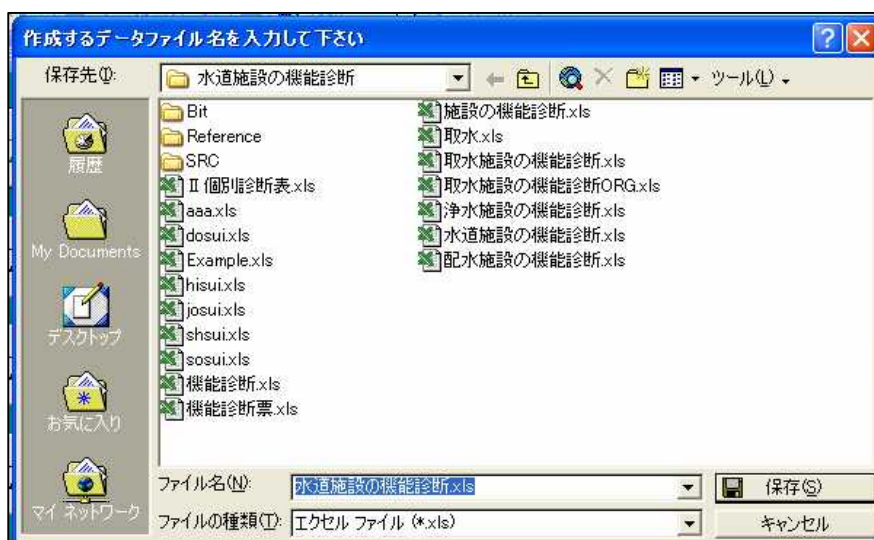 作成するデータファイル名を入力して下さい
保存先(I):
水道施設の機能診断
ツール(L)
履歴
My Documents
デスクトップ
お気に入り
マイ ネットワーク
Bit
Reference
SRC
Ⅱ個別診断表.xls
aaa.xls
dosui.xls
Example.xls
hisui.xls
josui.xls
shsui.xls
sosui.xls
機能診断.xls
機能診断票.xls
施設の機能診断.xls
取水.xls
取水施設の機能診断.xls
取水施設の機能診断ORG.xls
浄水施設の機能診断.xls
水道施設の機能診断.xls
配水施設の機能診断.xls
ファイル名(N):
水道施設の機能診断.xls
保存(S)
ファイルの種類(T):
エクセル ファイル (*.xls)
キャンセル